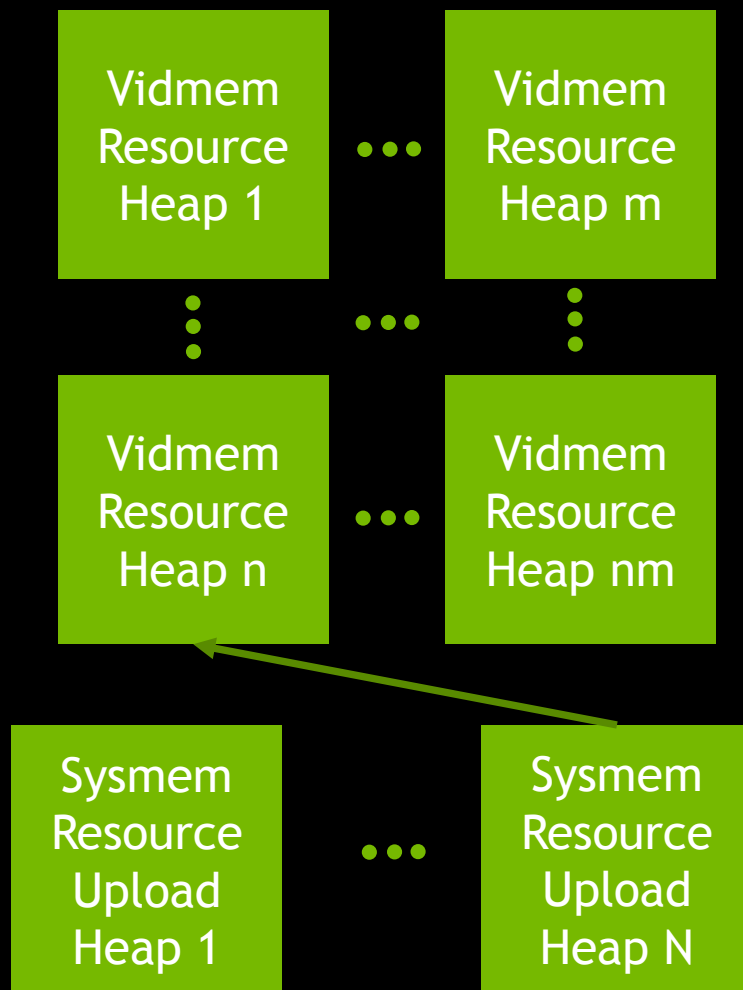 Vidmem
Resource
Heap 1
Vidmem
Resource
Heap m
Vidmem
Resource
Heap n
Vidmem
Resource
Heap nm
Sysmem
Resource
Upload
Heap 1
Sysmem
Resource
Upload
Heap N